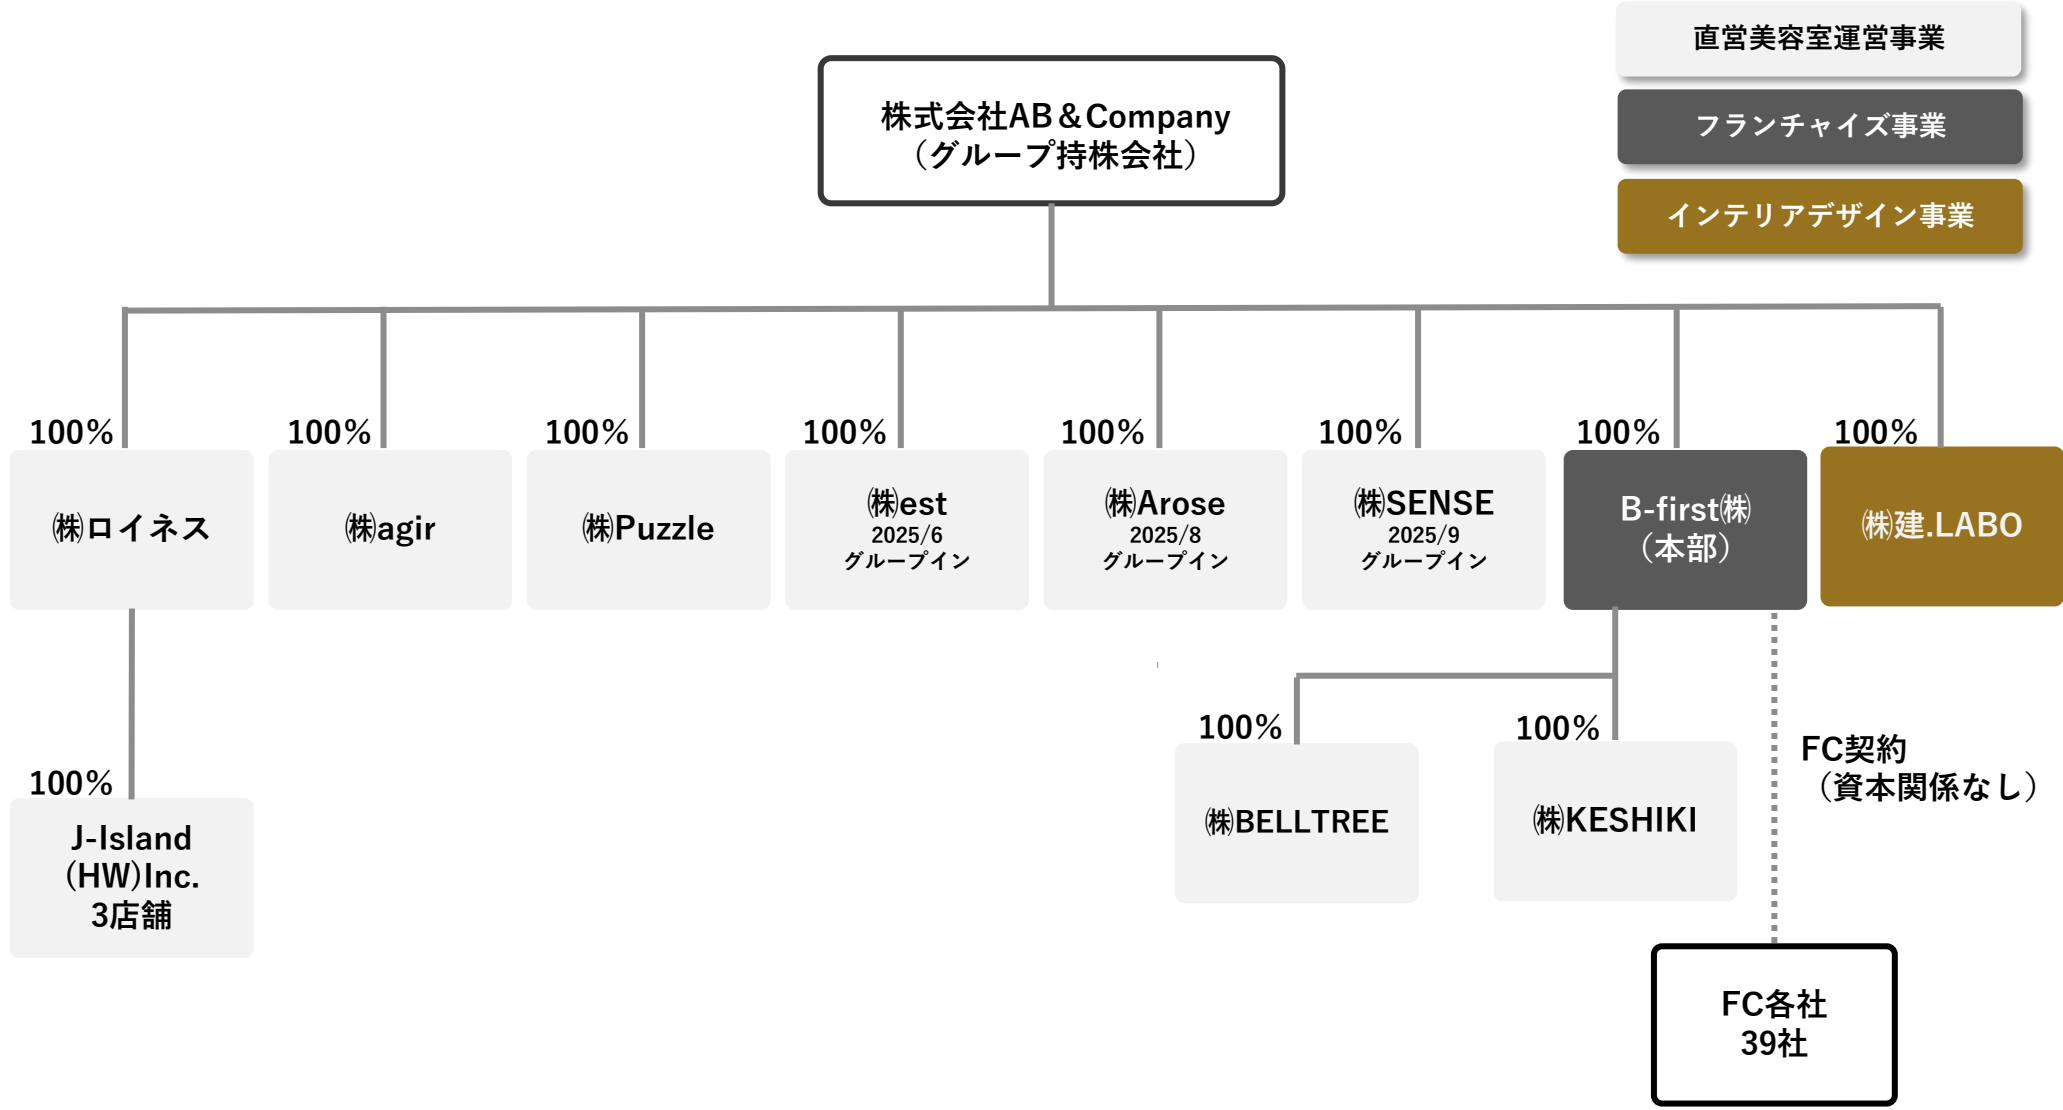 直営美容室運営事業
フランチャイズ事業
インテリアデザイン事業
株式会社AB＆Company
（グループ持株会社）
100%
100%
100%
100%
100%
100%
100%
100%
㈱ロイネス
㈱agir
㈱Puzzle
㈱est
2025/6
グループイン
㈱Arose
2025/8
グループイン
㈱SENSE
2025/9
グループイン
B-first㈱
（本部）
㈱建.LABO
100%
J-Island
(HW)Inc.
3店舗
100%
㈱BELLTREE
100%
㈱KESHIKI
FC契約
（資本関係なし）
FC各社
39社